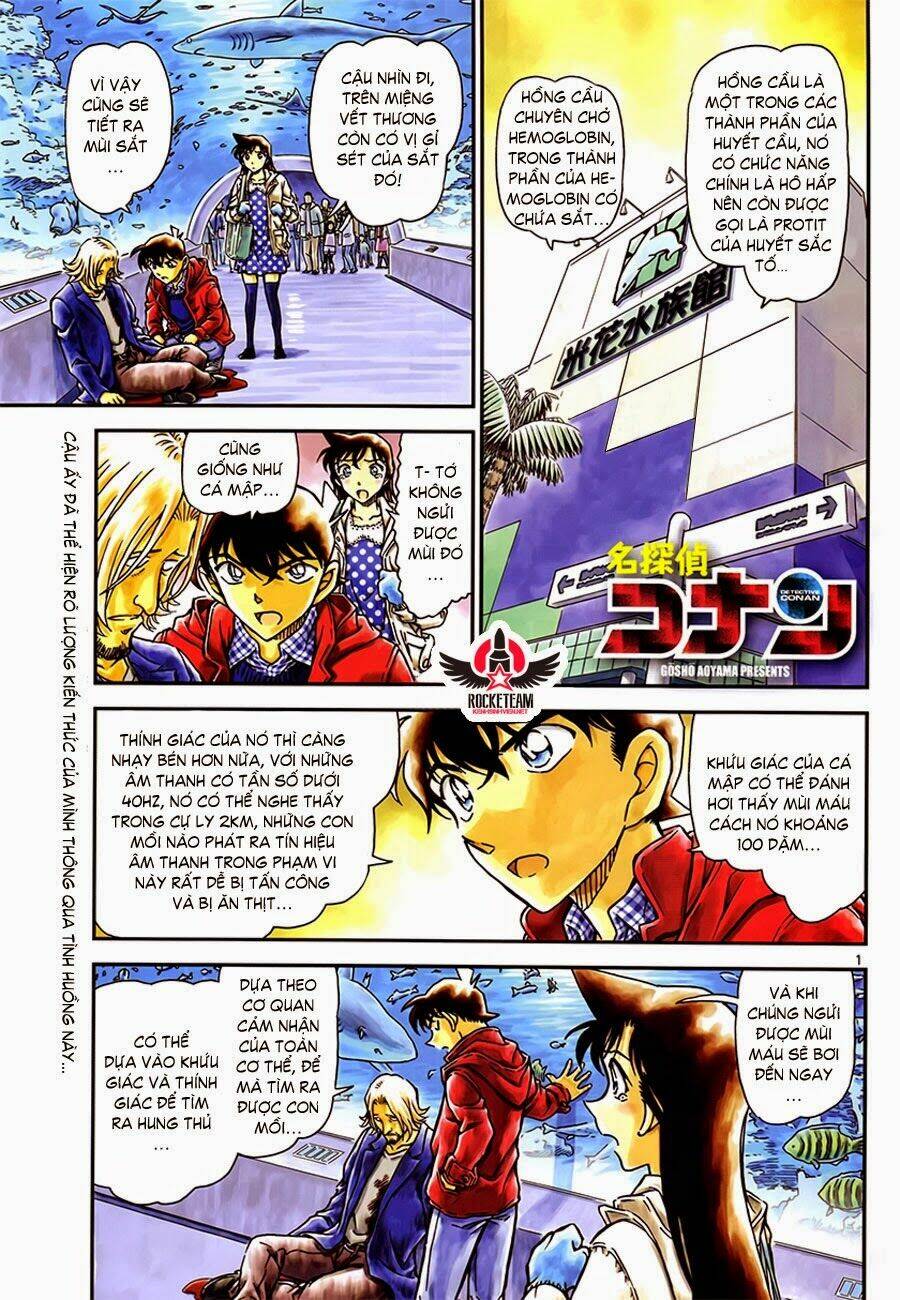 HỒNG CẦU LÀ
MỘT TRONG CÁC
THÀNH PHẦN CỦA
HUYẾT CẦU, NÓ
CÓ CHỨC NĂNG
CHÍNH LÀ HÔ HẤP
NÊN CÒN ĐƯỢC
GỌI LÀ PROTIT
CỦA HUYẾT SẮC
TỐ...
HỒNG CẦU
CHUYÊN CHỞ
HEMOGLOBIN,
TRONG THÀNH
PHẦN CỦA HE-
MOGLOBIN CÓ
CHỨA SẮT...
米花水族館
名探偵
コナン
DETECTIVE
CONAN
GOSHO AOYAMA PRESENTS
CẬU NHÌN ĐI,
TRÊN MIỆNG
VẾT THƯƠNG
CÒN CÓ VỊ GỈ
SÉT CỦA SẮT
ĐÓ!
VÌ VẬY
CŨNG SẼ
TIẾT RA
MÙI SẮT
...
T- TỚ
KHÔNG
NGỬI
ĐƯỢC
MÙI ĐÓ
...
CŨNG
GIỐNG NHƯ
CÁ MẬP...
CẬU ẤY ĐÃ THỂ HIỆN RÕ LƯỢNG KIẾN THỨC CỦA MÌNH THÔNG QUA TÌNH HUỐNG NÀY...
ROCKETEAM
KENHSINHVIEN.NET
KHỨU GIÁC CỦA CÁ
MẬP CÓ THỂ ĐÁNH
HƠI THẤY MÙI MÁU
CÁCH NÓ KHOẢNG
100 DẶM...
THÍNH GIÁC CỦA NÓ THÌ CÀNG
NHẠY BÉN HƠN NỮA, VỚI NHỮNG
ÂM THANH CÓ TẦN SỐ DƯỚI
40HZ, NÓ CÓ THỂ NGHE THẤY
TRONG CỰ LY 2KM, NHỮNG CON
MỒI NÀO PHÁT RA TÍN HIỆU
ÂM THANH TRONG PHẠM VI
NÀY RẤT DỄ BỊ TẤN CÔNG
VÀ BỊ ĂN THỊT...
1
VÀ KHI
CHÚNG NGỬI
ĐƯỢC MÙI
MÁU SẼ BƠI
ĐẾN NGAY
...
DỰA THEO
CƠ QUAN
CẢM NHẬN
CỦA TOÀN
CƠ THỂ, ĐỂ
MÀ TÌM RA
ĐƯỢC CON
MỒI...
CÓ THỂ
DỰA VÀO KHỨU
GIÁC VÀ THÍNH
GIÁC ĐỂ TÌM
RA HUNG THỦ
...